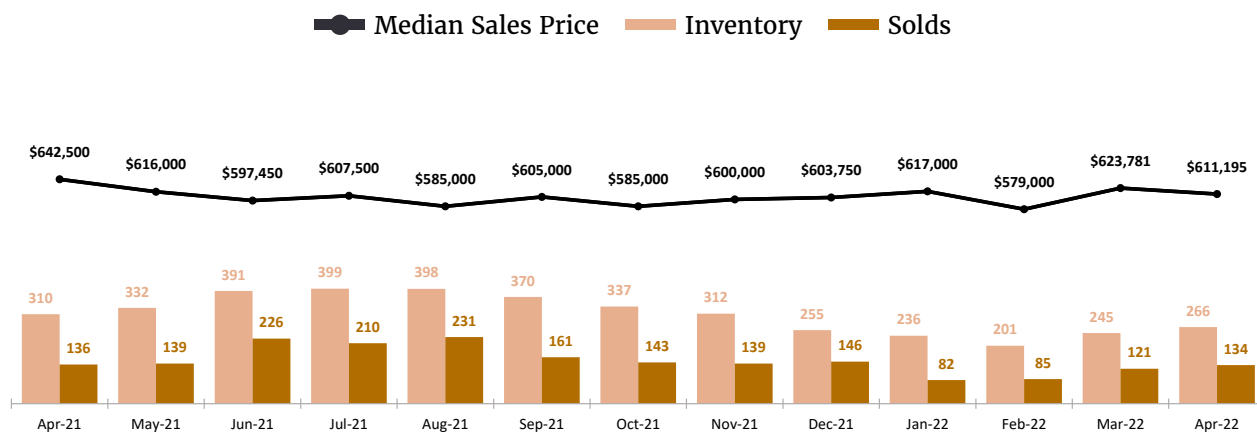 Median Sales Price Inventory Solds
$642,500 $616,000 $597,450 $607,500 $585,000 $605,000 $585,000 $600,000 $603,750 $617,000 $579,000 $623,781 $611,195
310 332 391 399 398 370 337 312 255 236 201 245 266
136 139 226 210 231 161 143 139 146 82 85 121 134
Apr-21 May-21 Jun-21 Jul-21 Aug-21 Sep-21 Oct-21 Nov-21 Dec-21 Jan-22 Feb-22 Mar-22 Apr-22